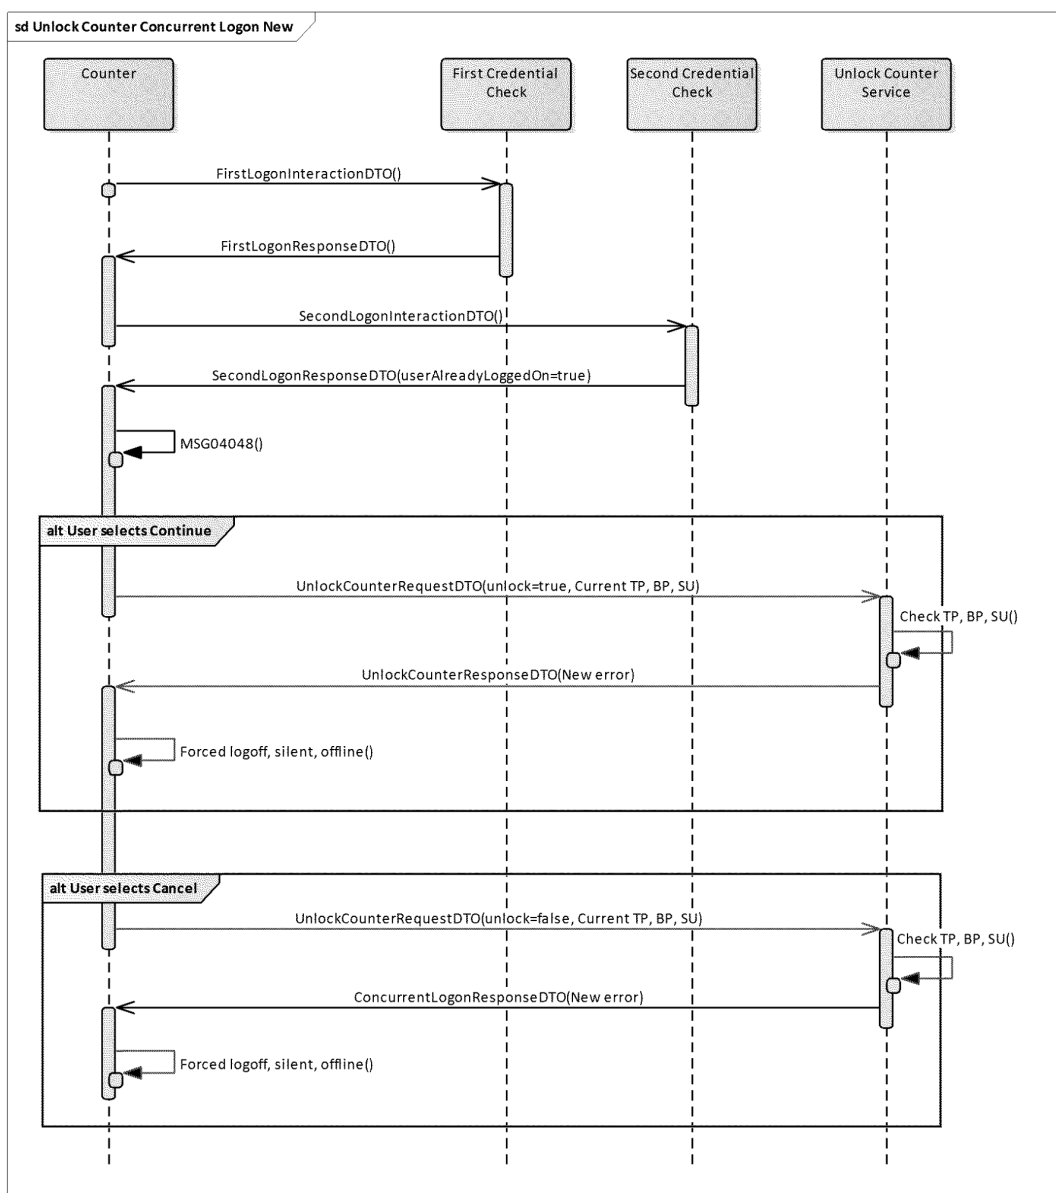 sd Unlock Counter Concurrent Logon New
Counter
First Credential
Check
Second Credential
Check
Unlock Counter
Service
FirstLogonInteractionDTO()
FirstLogonResponseDTO()
SecondLogonInteractionDTO()
SecondLogonResponseDTO(userAlreadyLoggedOn=true)
MSG04048()
alt User selects Continue
UnlockCounterRequestDTO(unlock=true, Current TP, BP, SU)
Check TP, BP, SU()
UnlockCounterResponseDTO(New error)
Forced logoff, silent, offline()
alt User selects Cancel
UnlockCounterRequestDTO(unlock=false, Current TP, BP, SU)
Check TP, BP, SU()
ConcurrentLogonResponseDTO(New error)
Forced logoff, silent, offline()